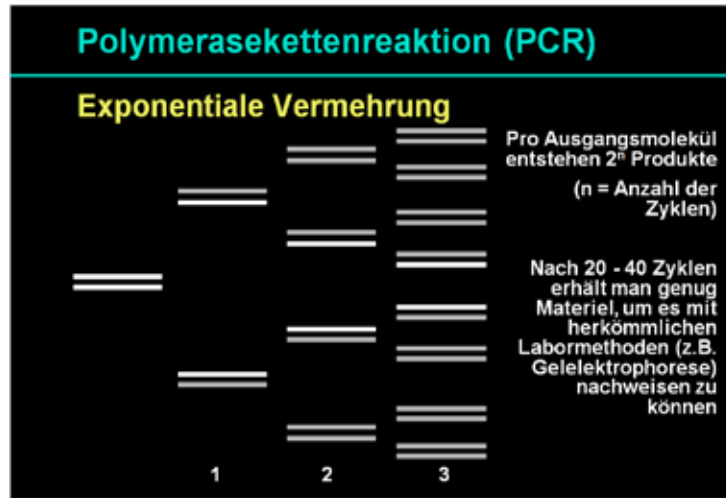 Polymerasekettenreaktion (PCR)
Exponentiale Vermehrung
Pro Ausgangsmolekül
entstehen 2ⁿ Produkte
(n = Anzahl der
Zyklen)
Nach 20 - 40 Zyklen
erhält man genug
Materiel, um es mit
herkömmlichen
Labormethoden (z.B.
Gelelektrophorese)
nachweisen zu
können
1 2 3